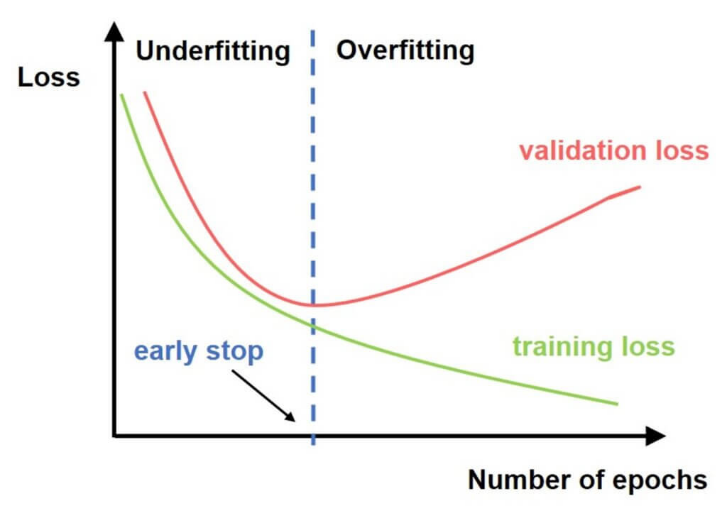 Underfitting
Overfitting
Loss
validation loss
early stop
training loss
Number of epochs